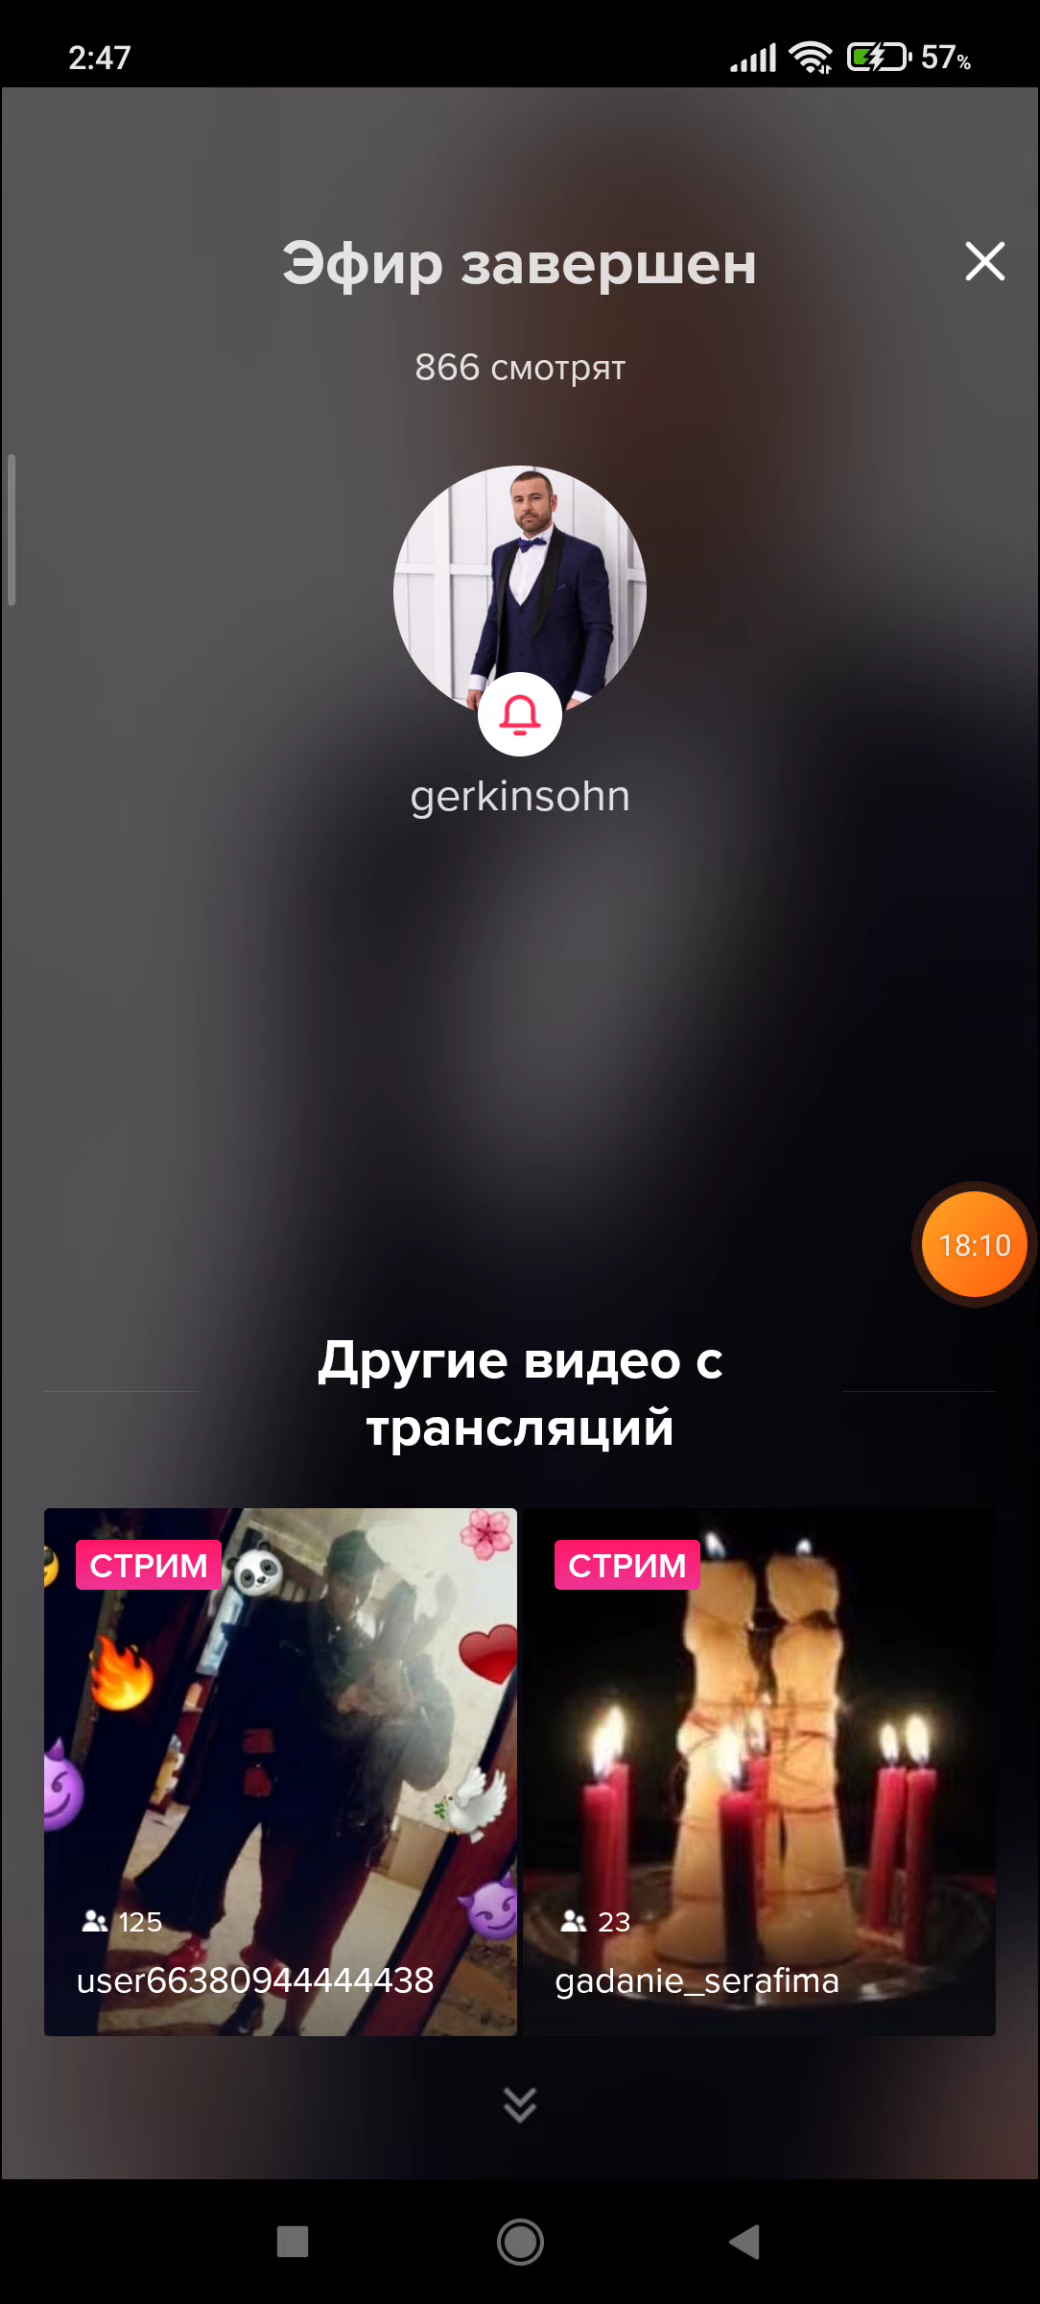 2:47
57%
Эфир завершен
866 смотрят
gerkinsohn
18:10
Другие видео с
трансляций
СТРИМ
СТРИМ
125
23
user66380944444438
gadanie_serafima